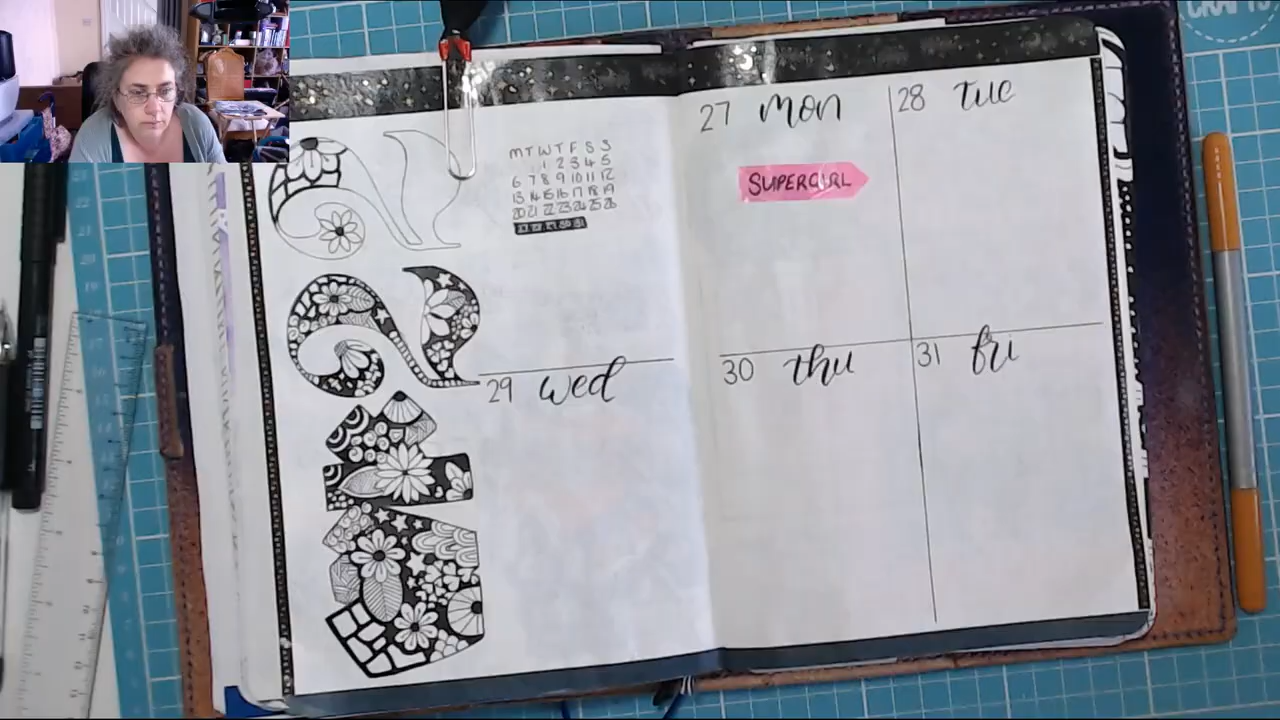 M T W T F S S
1 2 3 4 5
6 7 8 9 10 11 12
13 14 15 16 17 18 19
20 21 22 23 24 25 26
27 28 29 30 31
27 mon
SUPERGIRL
28 Tue
29 wed
30 thu
31 fri
CRAFTS